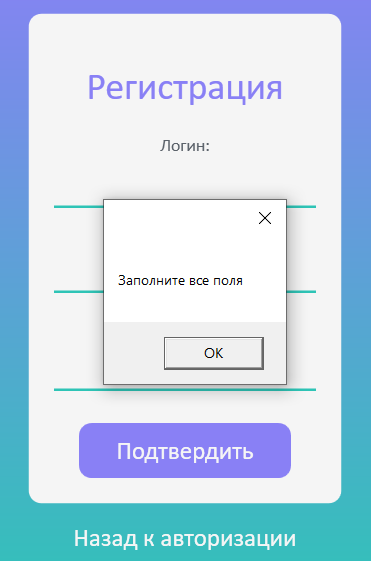 Регистрация
Логин:
Заполните все поля
OK
Подтвердить
Назад к авторизации